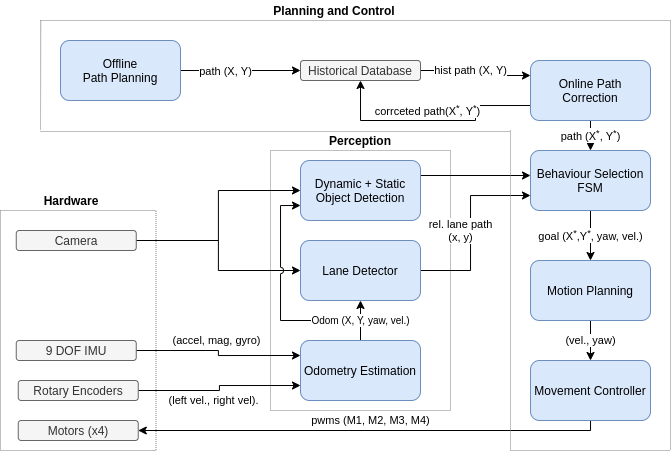 Planning and Control
Offline
Path Planning
path (X, Y)
Historical Database
hist path (X, Y)
Online Path
Correction
corrceted path(X*, Y*)
path (X*, Y*)
Perception
Dynamic + Static
Object Detection
Behaviour Selection
FSM
Hardware
Camera
rel. lane path
(x, y)
goal (X*,Y*, yaw, vel.)
Lane Detector
Motion Planning
Odom (X, Y, yaw, vel.)
9 DOF IMU
(accel, mag, gyro)
(vel., yaw)
Odometry Estimation
Rotary Encoders
(left vel., right vel).
Movement Controller
Motors (x4)
pwms (M1, M2, M3, M4)